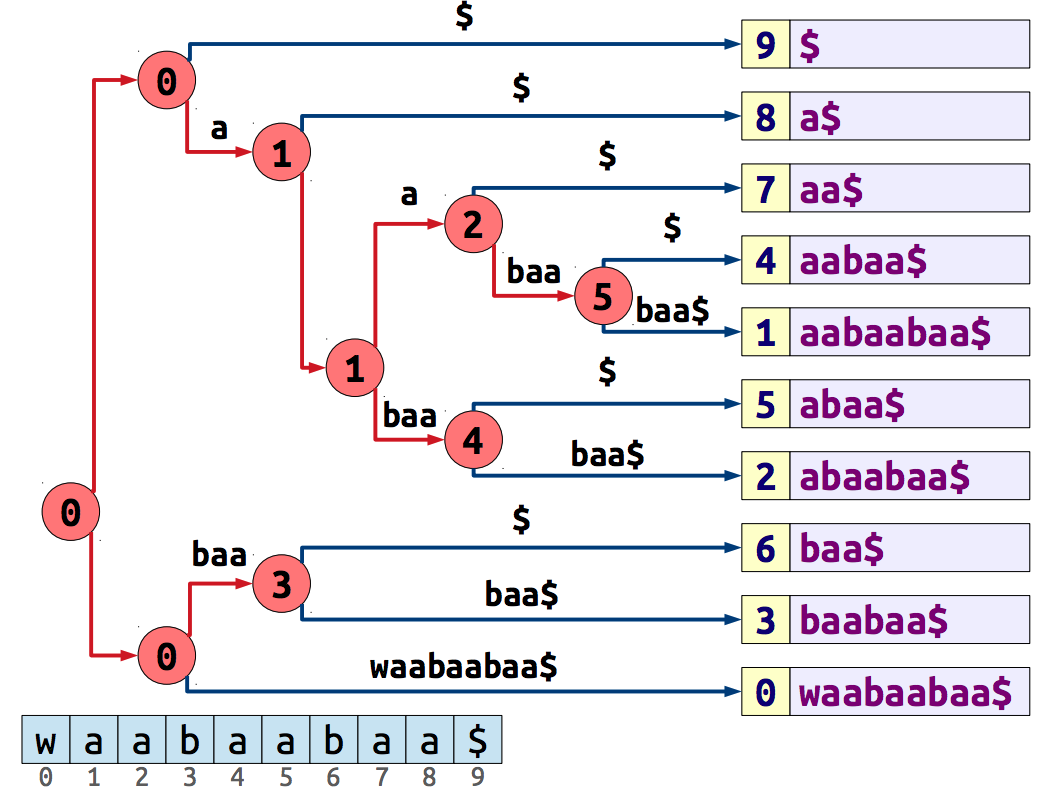 $
0
9 $
$
a
1
8 a$
$
a
2
7 aa$
$
baa
5
4 aabaa$
baa$
1 aabaabaa$
1
$
baa
4
5 abaa$
baa$
2 abaabaa$
0
$
baa
3
6 baa$
baa$
3 baabaa$
0
waabaabaa$
0 waabaabaa$
w a a b a a b a a $
0 1 2 3 4 5 6 7 8 9